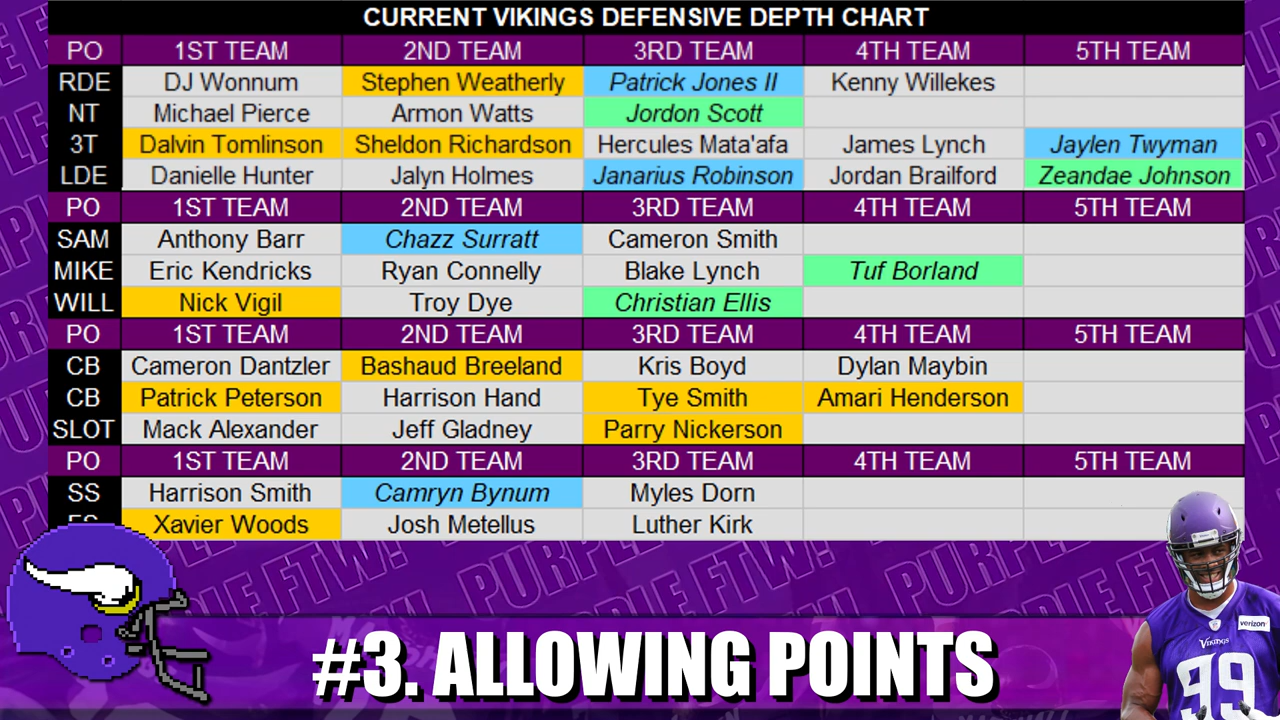 CURRENT VIKINGS DEFENSIVE DEPTH CHART
PO 1ST TEAM 2ND TEAM 3RD TEAM 4TH TEAM 5TH TEAM
RDE DJ Wonnum Stephen Weatherly Patrick Jones II Kenny Willekes
NT Michael Pierce Armon Watts Jordon Scott
3T Dalvin Tomlinson Sheldon Richardson Hercules Mata'afa James Lynch Jaylen Twyman
LDE Danielle Hunter Jalyn Holmes Janarius Robinson Jordan Brailford Zeandae Johnson
PO 1ST TEAM 2ND TEAM 3RD TEAM 4TH TEAM 5TH TEAM
SAM Anthony Barr Chazz Surratt Cameron Smith
MIKE Eric Kendricks Ryan Connelly Blake Lynch Tuf Borland
WILL Nick Vigil Troy Dye Christian Ellis
PO 1ST TEAM 2ND TEAM 3RD TEAM 4TH TEAM 5TH TEAM
CB Cameron Dantzler Bashaud Breeland Kris Boyd Dylan Maybin
CB Patrick Peterson Harrison Hand Tye Smith Amari Henderson
SLOT Mack Alexander Jeff Gladney Parry Nickerson
PO 1ST TEAM 2ND TEAM 3RD TEAM 4TH TEAM 5TH TEAM
SS Harrison Smith Camryn Bynum Myles Dorn
FS Xavier Woods Josh Metellus Luther Kirk
PURPLE FTW!
verizon
VIKINGS
99
#3. ALLOWING POINTS